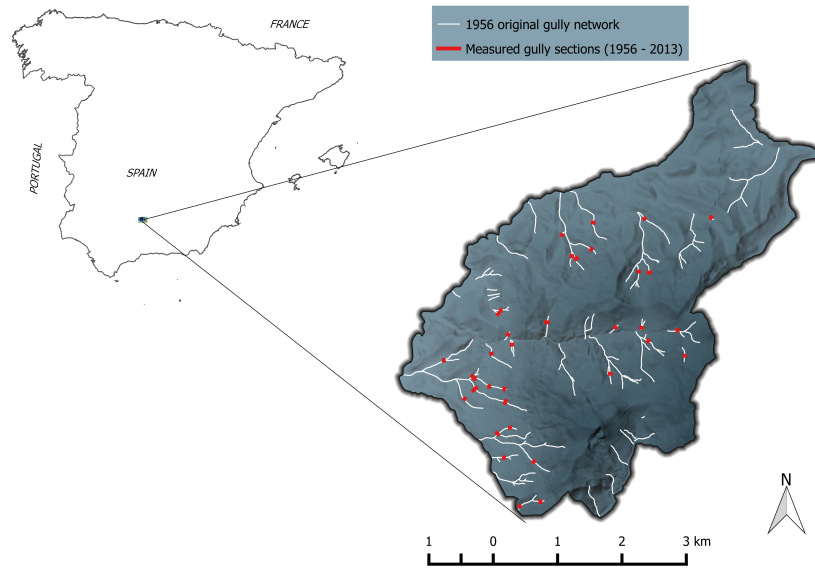 FRANCE
1956 original gully network
Measured gully sections (1956 - 2013)
PORTUGAL
SPAIN
N
1 0 1 2 3 km